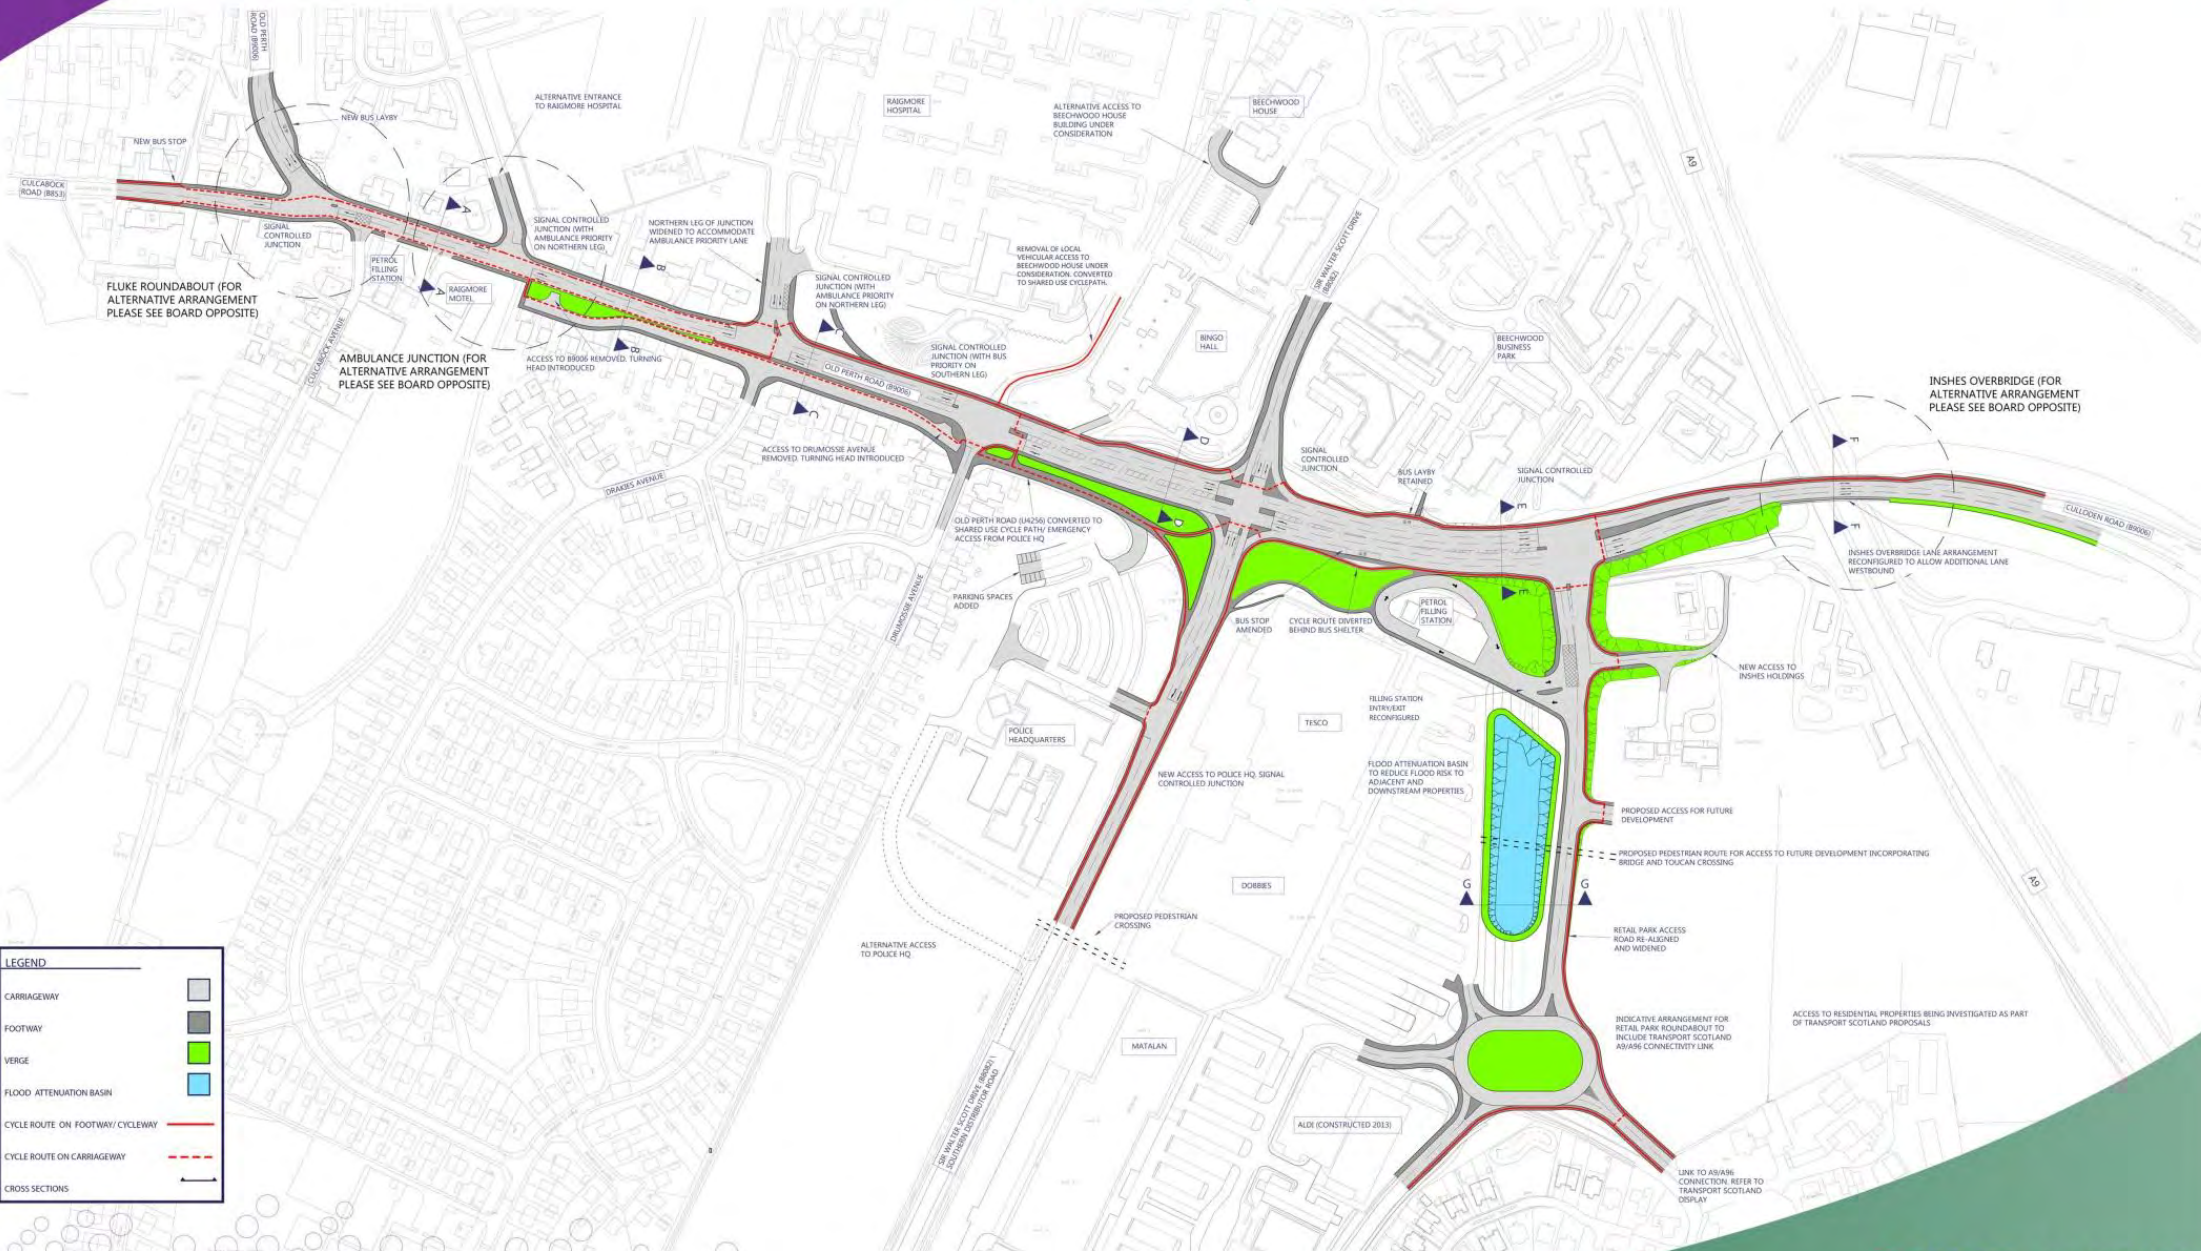 OLD PERTH
ROAD (B9006)
NEW BUS LAYBY
NEW BUS STOP
CULCABOCK
ROAD (B853)
SIGNAL
CONTROLLED
JUNCTION
FLUKE ROUNDABOUT (FOR
ALTERNATIVE ARRANGEMENT
PLEASE SEE BOARD OPPOSITE)
PETROL
FILLING
STATION
CULCABOCK AVENUE
ALTERNATIVE ENTRANCE
TO RAIGMORE HOSPITAL
A
A
RAIGMORE
MOTEL
AMBULANCE JUNCTION (FOR
ALTERNATIVE ARRANGEMENT
PLEASE SEE BOARD OPPOSITE)
SIGNAL CONTROLLED
JUNCTION (WITH
AMBULANCE PRIORITY
ON NORTHERN LEG)
B
B
ACCESS TO B9006 REMOVED. TURNING
HEAD INTRODUCED
NORTHERN LEG OF JUNCTION
WIDENED TO ACCOMMODATE
AMBULANCE PRIORITY LANE
SIGNAL CONTROLLED
JUNCTION (WITH
AMBULANCE PRIORITY
ON NORTHERN LEG)
C
C
OLD PERTH ROAD (B9006)
RAIGMORE
HOSPITAL
SIGNAL CONTROLLED
JUNCTION (WITH BUS
PRIORITY ON
SOUTHERN LEG)
REMOVAL OF LOCAL
VEHICULAR ACCESS TO
BEECHWOOD HOUSE UNDER
CONSIDERATION. CONVERTED
TO SHARED USE CYCLEPATH.
ALTERNATIVE ACCESS TO
BEECHWOOD HOUSE
BUILDING UNDER
CONSIDERATION
BEECHWOOD
HOUSE
SIR WALTER SCOTT DRIVE
(B8082)
BINGO
HALL
D
D
ACCESS TO DRUMOSSIE AVENUE
REMOVED. TURNING HEAD INTRODUCED
DRAKIES AVENUE
DRUMOSSIE AVENUE
OLD PERTH ROAD (U4256) CONVERTED TO
SHARED USE CYCLE PATH/ EMERGENCY
ACCESS FROM POLICE HQ
PARKING SPACES
ADDED
SIGNAL
CONTROLLED
JUNCTION
BUS LAYBY
RETAINED
BEECHWOOD
BUSINESS
PARK
SIGNAL CONTROLLED
JUNCTION
E
E
A9
INSHES OVERBRIDGE (FOR
ALTERNATIVE ARRANGEMENT
PLEASE SEE BOARD OPPOSITE)
F
F
CULLODEN ROAD (B9006)
INSHES OVERBRIDGE LANE ARRANGEMENT
RECONFIGURED TO ALLOW ADDITIONAL LANE
WESTBOUND
BUS STOP
AMENDED
CYCLE ROUTE DIVERTED
BEHIND BUS SHELTER
PETROL
FILLING
STATION
NEW ACCESS TO
INSHES HOLDINGS
FILLING STATION
ENTRY/EXIT
RECONFIGURED
TESCO
POLICE
HEADQUARTERS
NEW ACCESS TO POLICE HQ. SIGNAL
CONTROLLED JUNCTION
FLOOD ATTENUATION BASIN
TO REDUCE FLOOD RISK TO
ADJACENT AND
DOWNSTREAM PROPERTIES
PROPOSED ACCESS FOR FUTURE
DEVELOPMENT
PROPOSED PEDESTRIAN ROUTE FOR ACCESS TO FUTURE DEVELOPMENT INCORPORATING
BRIDGE AND TOUCAN CROSSING
G
G
A9
DOBBIES
PROPOSED PEDESTRIAN
CROSSING
ALTERNATIVE ACCESS
TO POLICE HQ
RETAIL PARK ACCESS
ROAD RE-ALIGNED
AND WIDENED
INDICATIVE ARRANGEMENT FOR
RETAIL PARK ROUNDABOUT TO
INCLUDE TRANSPORT SCOTLAND
A9/A96 CONNECTIVITY LINK
ACCESS TO RESIDENTIAL PROPERTIES BEING INVESTIGATED AS PART
OF TRANSPORT SCOTLAND PROPOSALS
MATALAN
SIR WALTER SCOTT DRIVE (B8082)
SOUTHERN DISTRIBUTOR ROAD
ALDI (CONSTRUCTED 2013)
LINK TO A9/A96
CONNECTION. REFER TO
TRANSPORT SCOTLAND
DISPLAY
LEGEND
CARRIAGEWAY
FOOTWAY
VERGE
FLOOD ATTENUATION BASIN
CYCLE ROUTE ON FOOTWAY/ CYCLEWAY
CYCLE ROUTE ON CARRIAGEWAY
CROSS SECTIONS